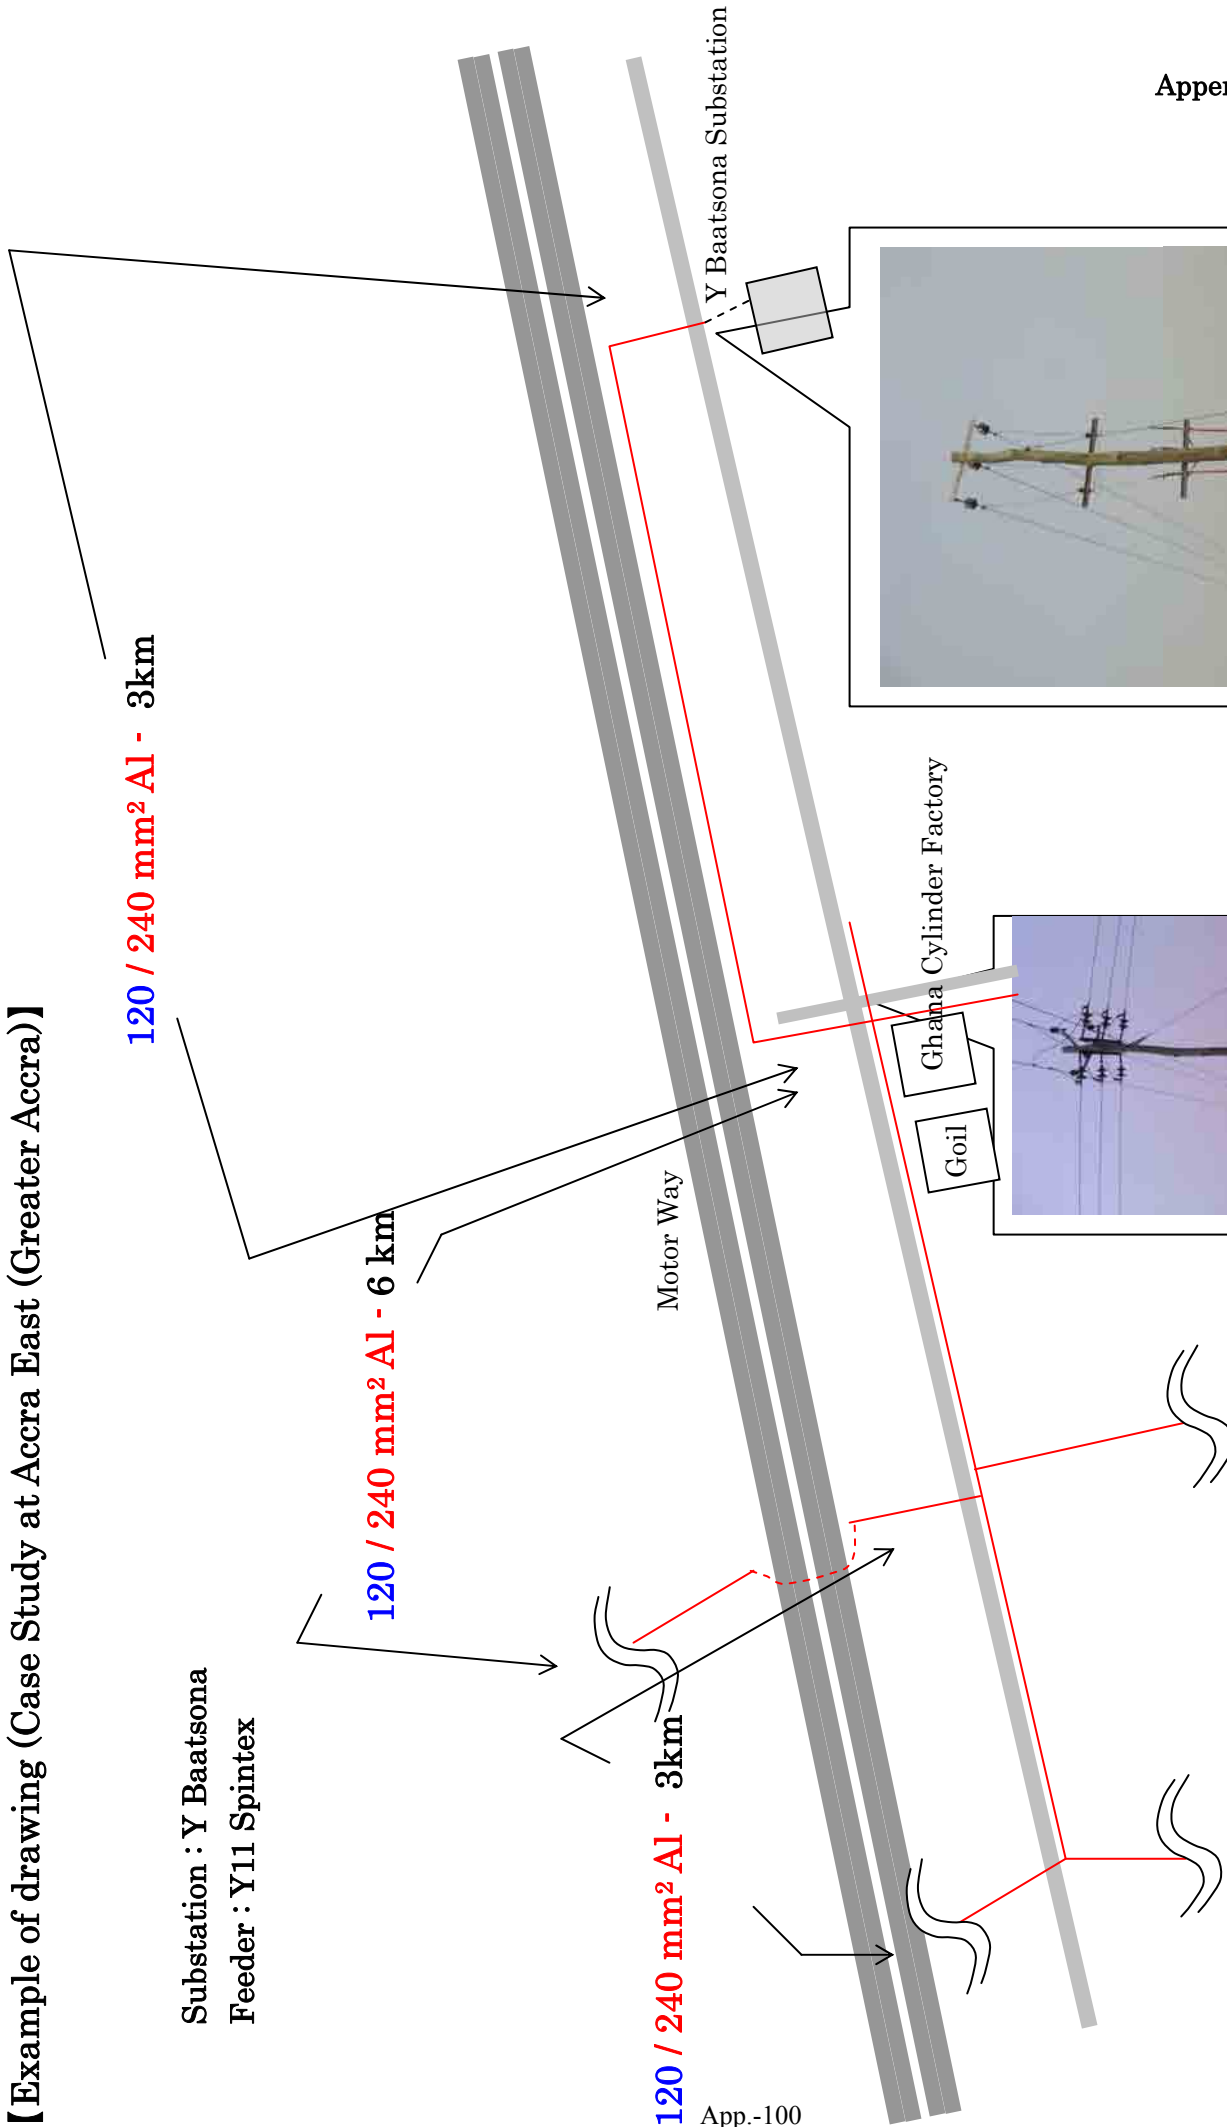 【Example of drawing (Case Study at Accra East (Greater Accra)】
Substation : Y Baatsona
Feeder : Y11 Spintex
120 / 240 mm² Al - 3km
120 / 240 mm² Al - 6 km
120 / 240 mm² Al - 3km
Motor Way
Y Baatsona Substation
Ghana Cylinder Factory
Goil
App.-100